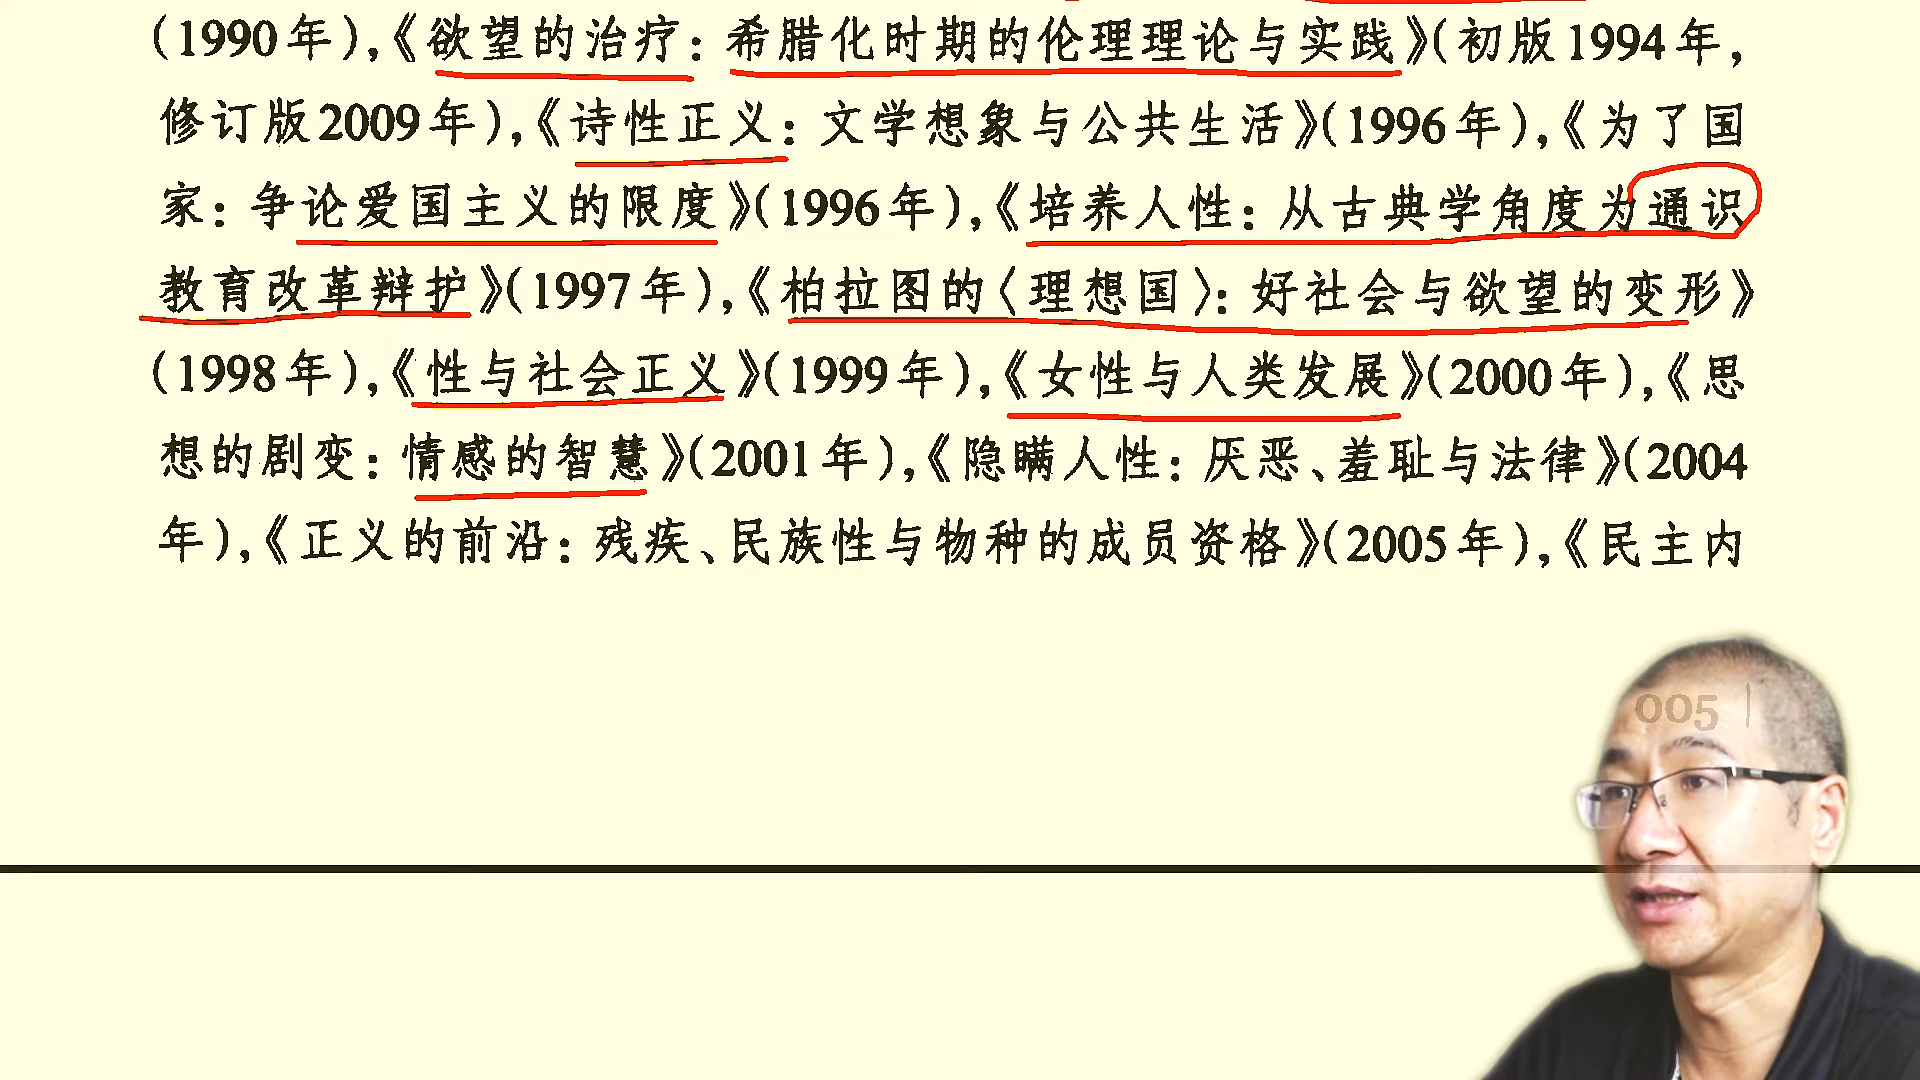 (1990年),《欲望的治疗:希腊化时期的伦理理论与实践》(初版1994年,
修订版2009年),《诗性正义:文学想象与公共生活》(1996年),《为了国
家:争论爱国主义的限度》(1996年),《培养人性:从古典学角度为通识
教育改革辩护》(1997年),《柏拉图的〈理想国〉:好社会与欲望的变形》
(1998年),《性与社会正义》(1999年),《女性与人类发展》(2000年),《思
想的剧变:情感的智慧》(2001年),《隐瞒人性:厌恶、羞耻与法律》(2004
年),《正义的前沿:残疾、民族性与物种的成员资格》(2005年),《民主内
005